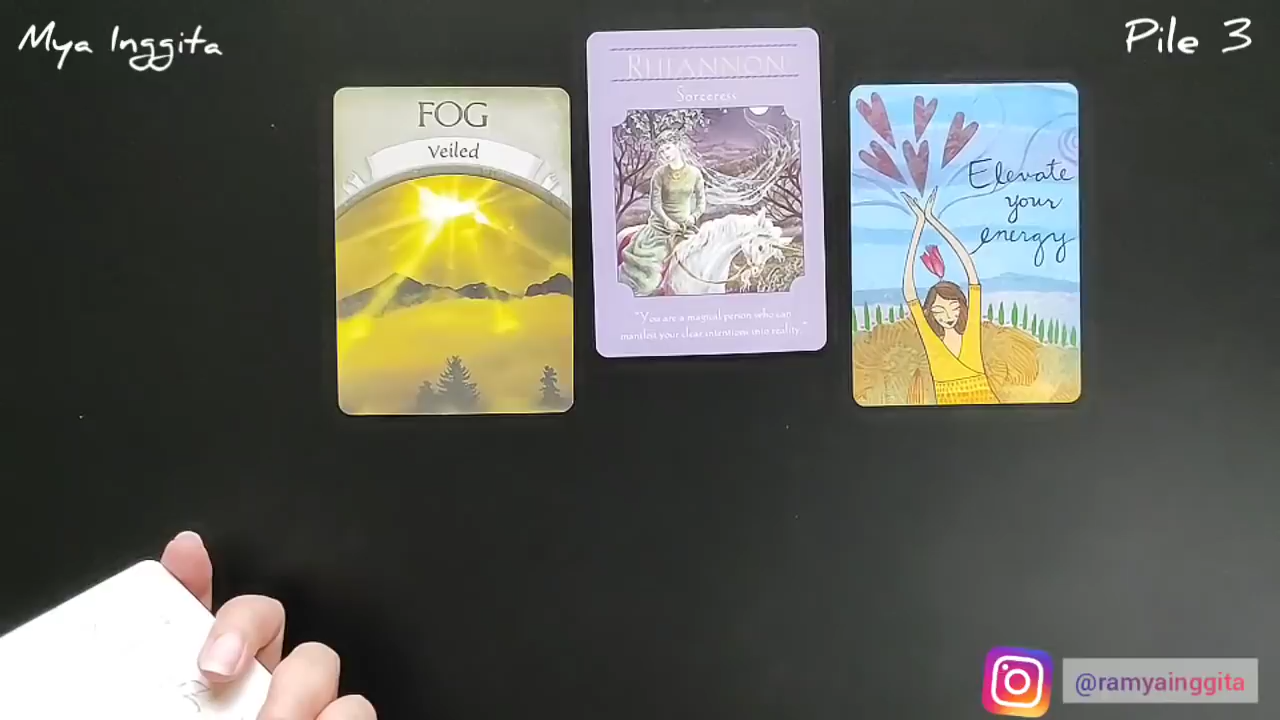 Mya Inggita
Pile 3
FOG
Veiled
RHIANNON
Sorceress
"You are a magical person who can
manifest your clear intentions into reality."
Elevate
your
energy
@ramyainggita